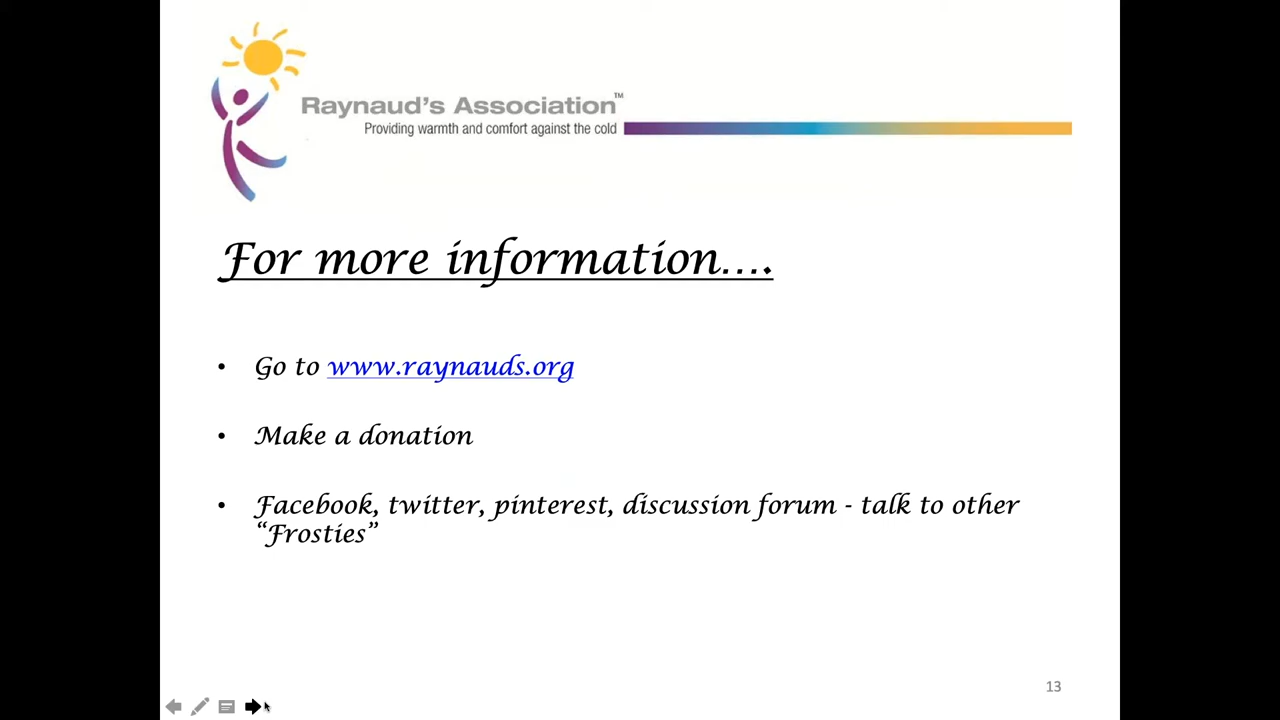 Raynaud's Association™
Providing warmth and comfort against the cold
For more information….
• Go to www.raynauds.org
• Make a donation
• Facebook, twitter, pinterest, discussion forum - talk to other
“Frosties”
13